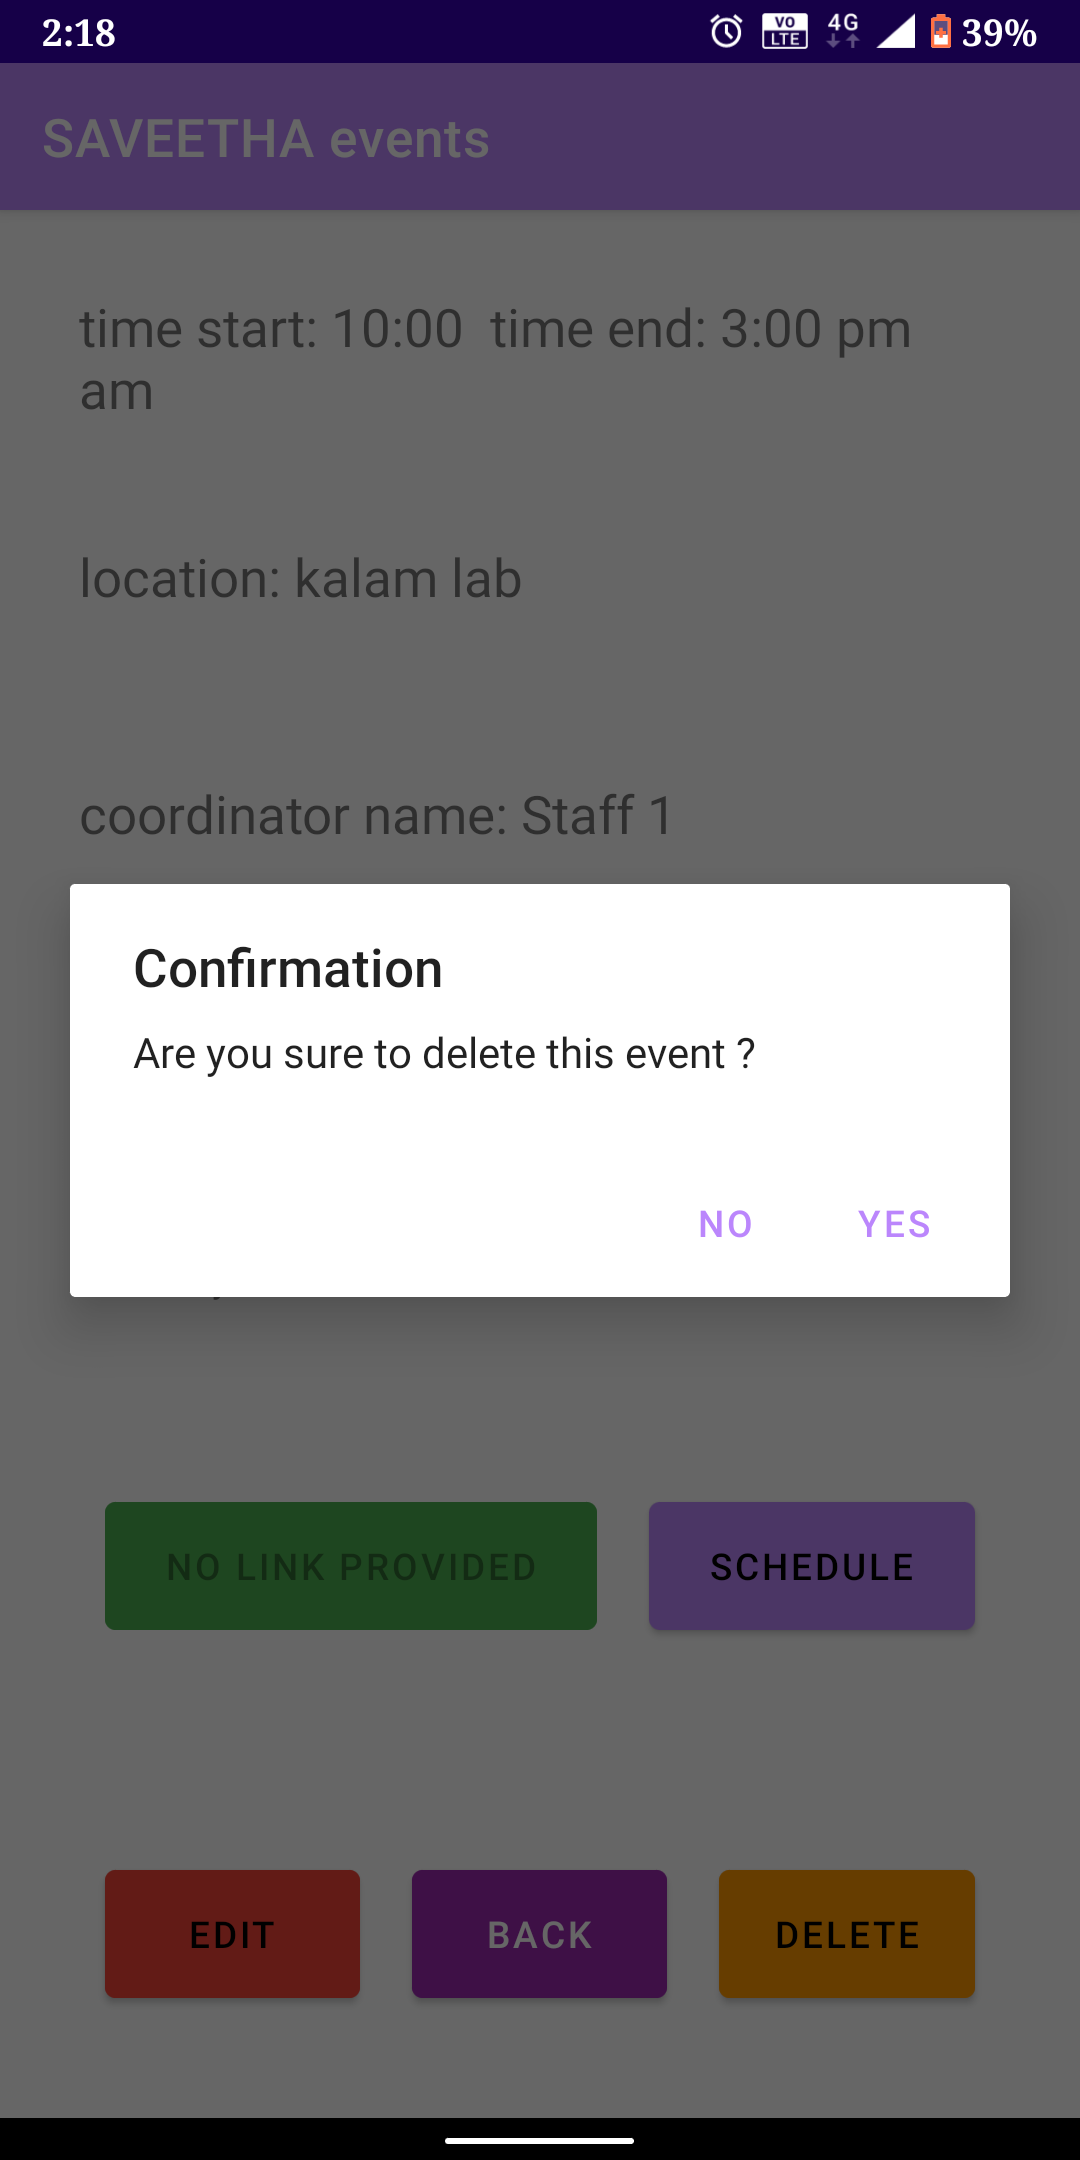 2:18 VO LTE 4G 39%
SAVEETHA events
time start: 10:00 time end: 3:00 pm
am
location: kalam lab
coordinator name: Staff 1
Confirmation
Are you sure to delete this event ?
NO YES
NO LINK PROVIDED SCHEDULE
EDIT BACK DELETE